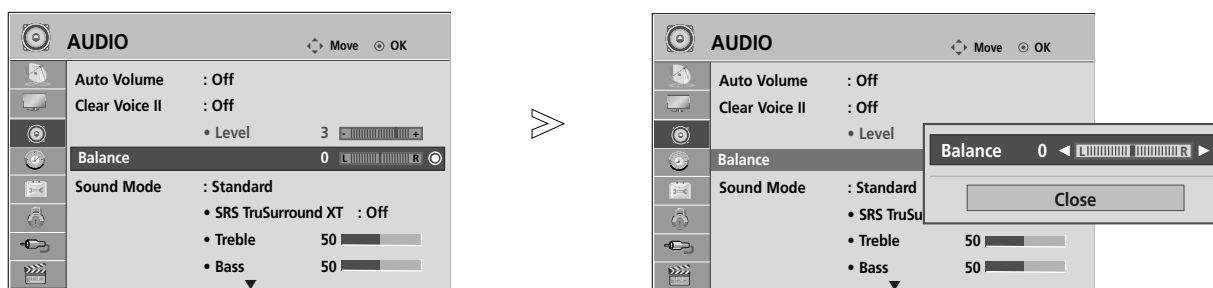 AUDIO Move OK
Auto Volume : Off
Clear Voice II : Off
• Level 3 - +
Balance 0 L R
Sound Mode : Standard
• SRS TruSurround XT : Off
• Treble 50
• Bass 50
AUDIO Move OK
Auto Volume : Off
Clear Voice II : Off
• Level
Balance
Sound Mode : Standard
• SRS TruSu
• Treble 50
• Bass 50
Balance 0 L R
Close